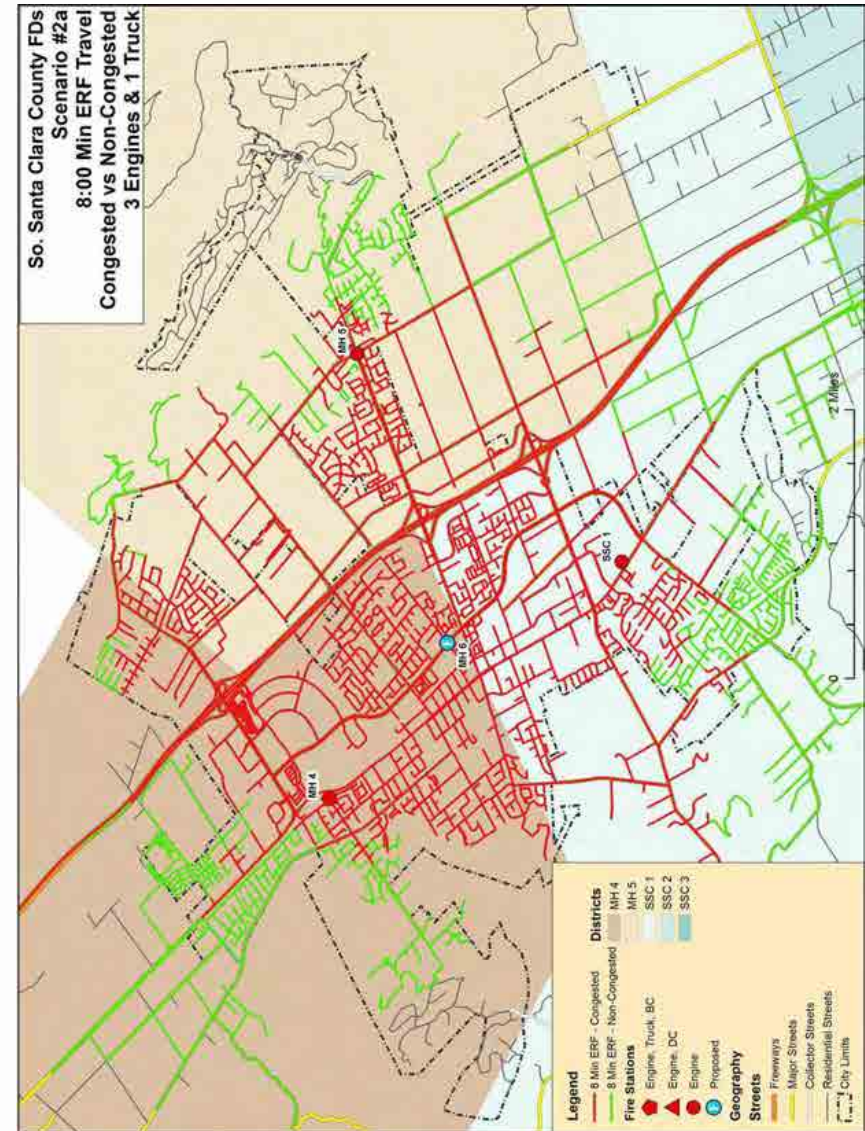 So. Santa Clara County FDs
Scenario #2a
8:00 Min ERF Travel
Congested vs Non-Congested
3 Engines & 1 Truck
MH 5
MH 4
MH 6
SSC 1
0
2 Miles
Legend
8 Min ERF - Congested
8 Min ERF - Non-Congested
Fire Stations
Engine, Truck, BC
Engine, DC
Engine
Proposed
Geography
Streets
Freeways
Major Streets
Collector Streets
Residential Streets
City Limits
Districts
MH 4
MH 5
SSC 1
SSC 2
SSC 3